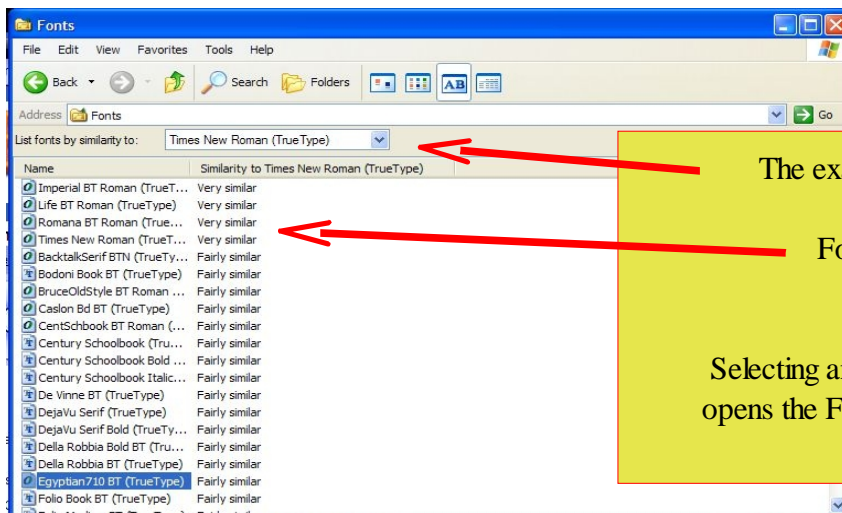 Fonts
File Edit View Favorites Tools Help
Back Search Folders AB
Address Fonts Go
List fonts by similarity to: Times New Roman (TrueType)
Name Similarity to Times New Roman (TrueType)
Imperial BT Roman (TrueT... Very similar
Life BT Roman (TrueType) Very similar
Romana BT Roman (True... Very similar
Times New Roman (TrueT... Very similar
BacktalkSerif BTN (TrueTy... Fairly similar
Bodoni Book BT (TrueType) Fairly similar
BruceOldStyle BT Roman ... Fairly similar
Caslon Bd BT (TrueType) Fairly similar
CentSchbook BT Roman (... Fairly similar
Century Schoolbook (Tru... Fairly similar
Century Schoolbook Bold ... Fairly similar
Century Schoolbook Italic... Fairly similar
De Vinne BT (TrueType) Fairly similar
DejaVu Serif (TrueType) Fairly similar
DejaVu Serif Bold (TrueTy... Fairly similar
Della Robbia Bold BT (Tru... Fairly similar
Della Robbia BT (TrueType) Fairly similar
Egyptian710 BT (TrueType) Fairly similar
Folio Book BT (TrueType) Fairly similar
The ex
Fo
Selecting a
opens the F